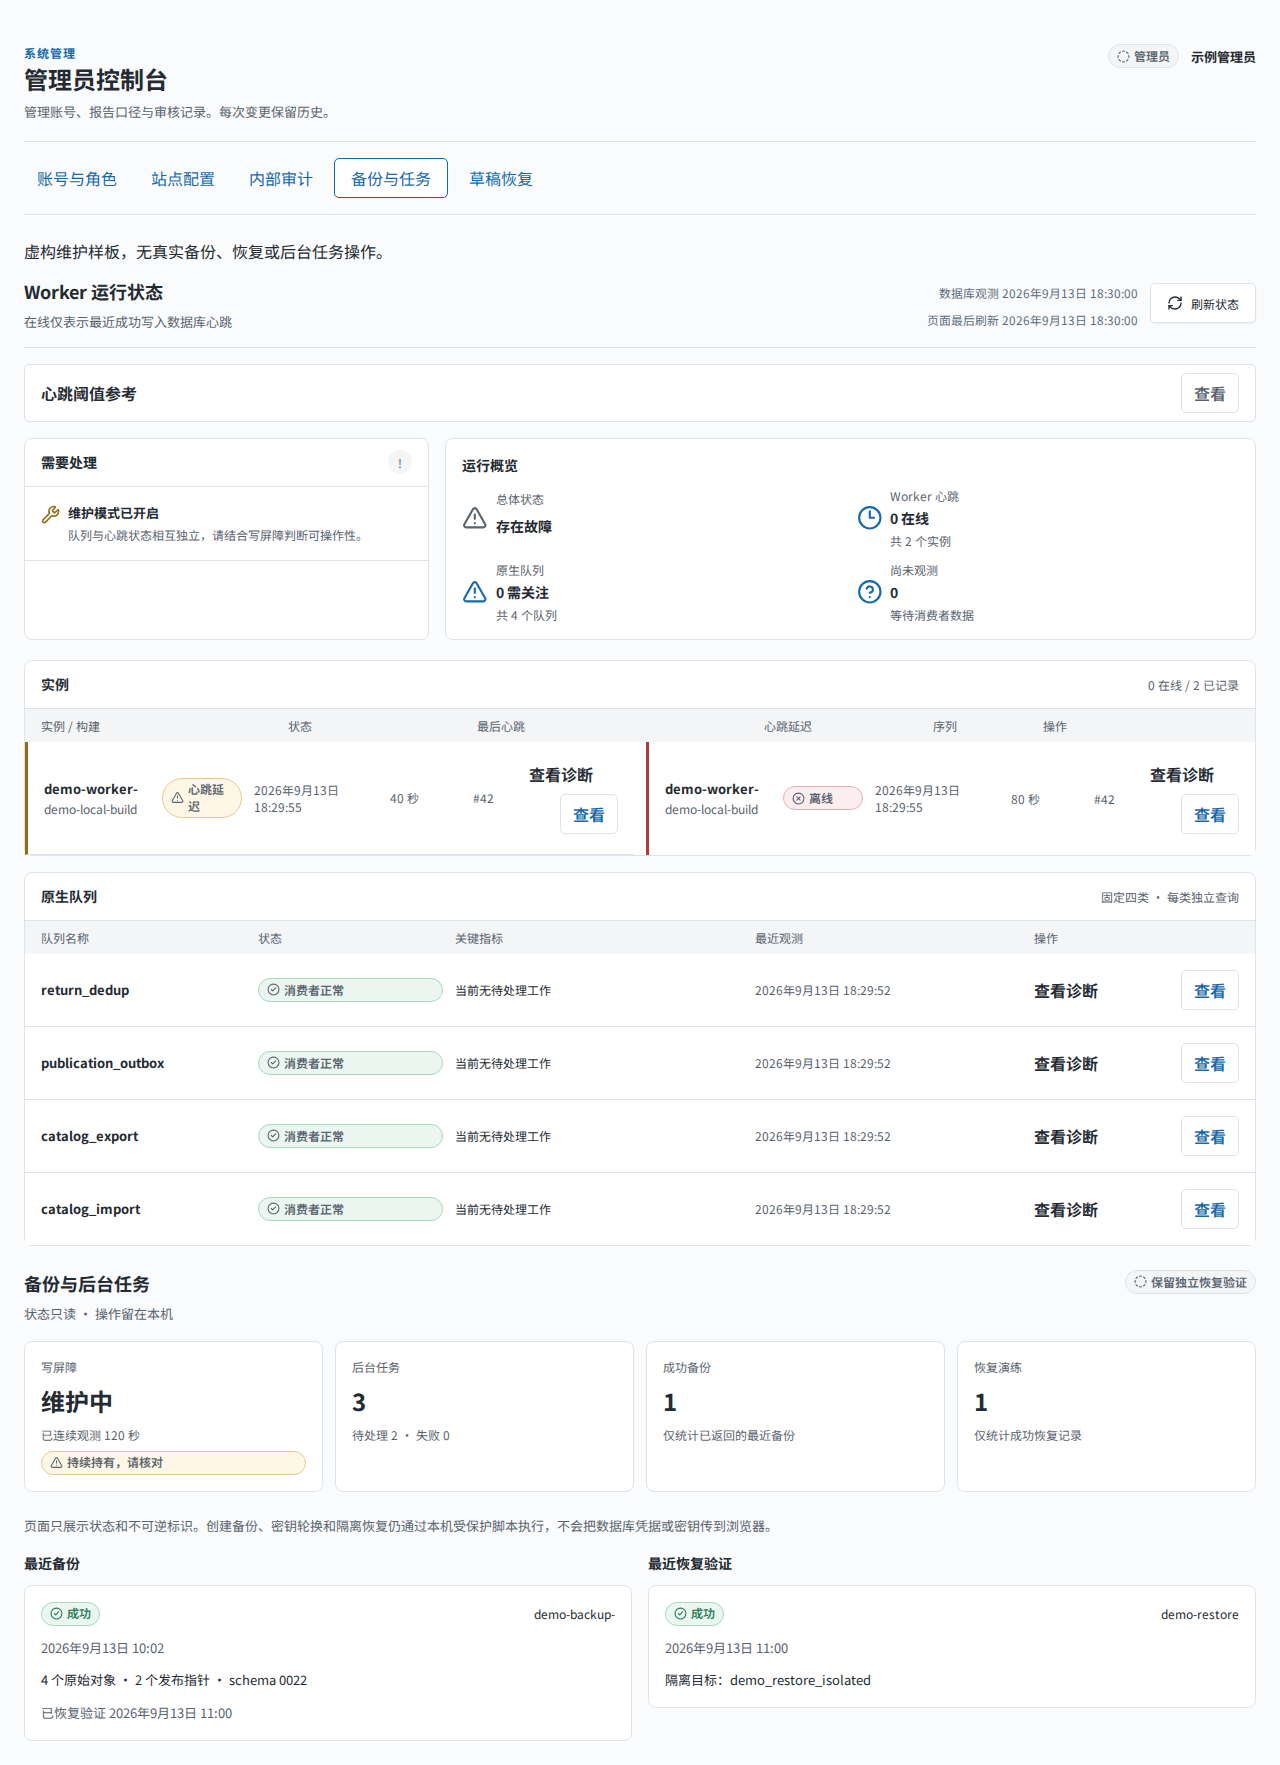 系统管理
管理员控制台
管理账号、报告口径与审核记录。每次变更保留历史。
管理员 示例管理员
账号与角色 站点配置 内部审计 备份与任务 草稿恢复
虚构维护样板，无真实备份、恢复或后台任务操作。
Worker 运行状态
在线仅表示最近成功写入数据库心跳
数据库观测 2026年9月13日 18:30:00
页面最后刷新 2026年9月13日 18:30:00
刷新状态
心跳阈值参考 查看
需要处理 !
维护模式已开启
队列与心跳状态相互独立，请结合写屏障判断可操作性。
运行概览
总体状态
存在故障
Worker 心跳
0 在线
共 2 个实例
原生队列
0 需关注
共 4 个队列
尚未观测
0
等待消费者数据
实例 0 在线 / 2 已记录
实例 / 构建 状态 最后心跳 心跳延迟 序列 操作
demo-worker-
demo-local-build
心跳延
迟
2026年9月13日
18:29:55
40 秒
#42
查看诊断
查看
demo-worker-
demo-local-build
离线
2026年9月13日
18:29:55
80 秒
#42
查看诊断
查看
原生队列 固定四类 • 每类独立查询
队列名称 状态 关键指标 最近观测 操作
return_dedup 消费者正常 当前无待处理工作 2026年9月13日 18:29:52 查看诊断 查看
publication_outbox 消费者正常 当前无待处理工作 2026年9月13日 18:29:52 查看诊断 查看
catalog_export 消费者正常 当前无待处理工作 2026年9月13日 18:29:52 查看诊断 查看
catalog_import 消费者正常 当前无待处理工作 2026年9月13日 18:29:52 查看诊断 查看
备份与后台任务
状态只读 • 操作留在本机
保留独立恢复验证
写屏障
维护中
已连续观测 120 秒
持续持有，请核对
后台任务
3
待处理 2 • 失败 0
成功备份
1
仅统计已返回的最近备份
恢复演练
1
仅统计成功恢复记录
页面只展示状态和不可逆标识。创建备份、密钥轮换和隔离恢复仍通过本机受保护脚本执行，不会把数据库凭据或密钥传到浏览器。
最近备份
成功 demo-backup-
2026年9月13日 10:02
4 个原始对象 • 2 个发布指针 • schema 0022
已恢复验证 2026年9月13日 11:00
最近恢复验证
成功 demo-restore
2026年9月13日 11:00
隔离目标：demo_restore_isolated